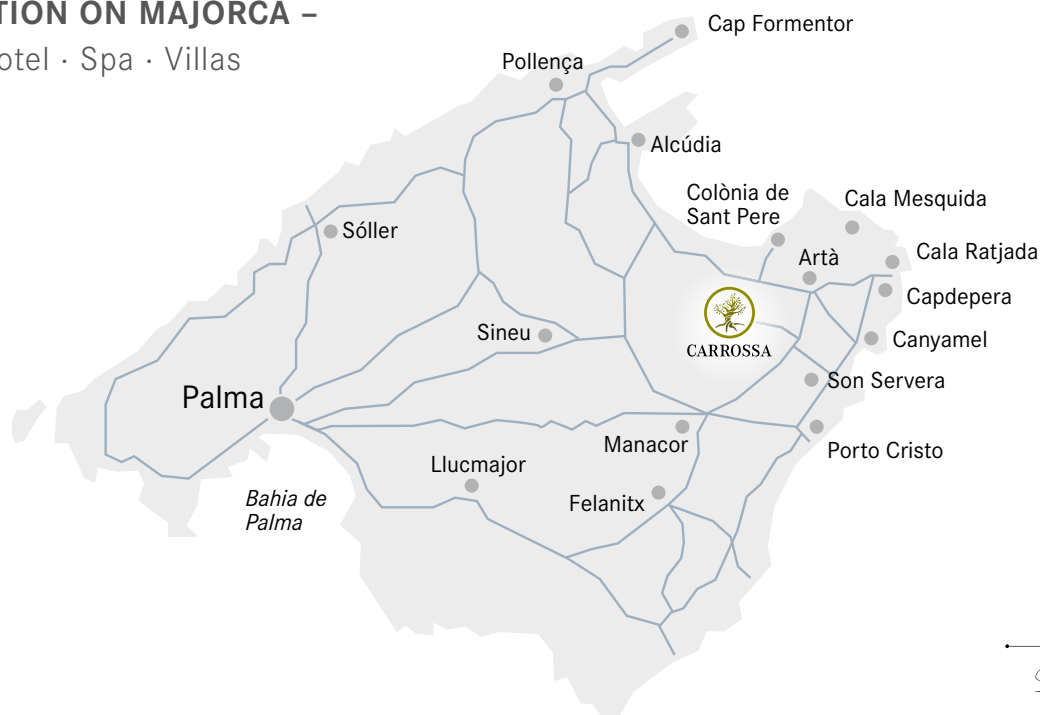 TION ON MAJORCA –
otel · Spa · Villas
Cap Formentor
Pollença
Alcúdia
Colònia de
Sant Pere
Cala Mesquida
Sóller
Artà
Cala Ratjada
Capdepera
Sineu
CARROSSA
Canyamel
Son Servera
Palma
Manacor
Porto Cristo
Llucmajor
Bahia de
Palma
Felanitx